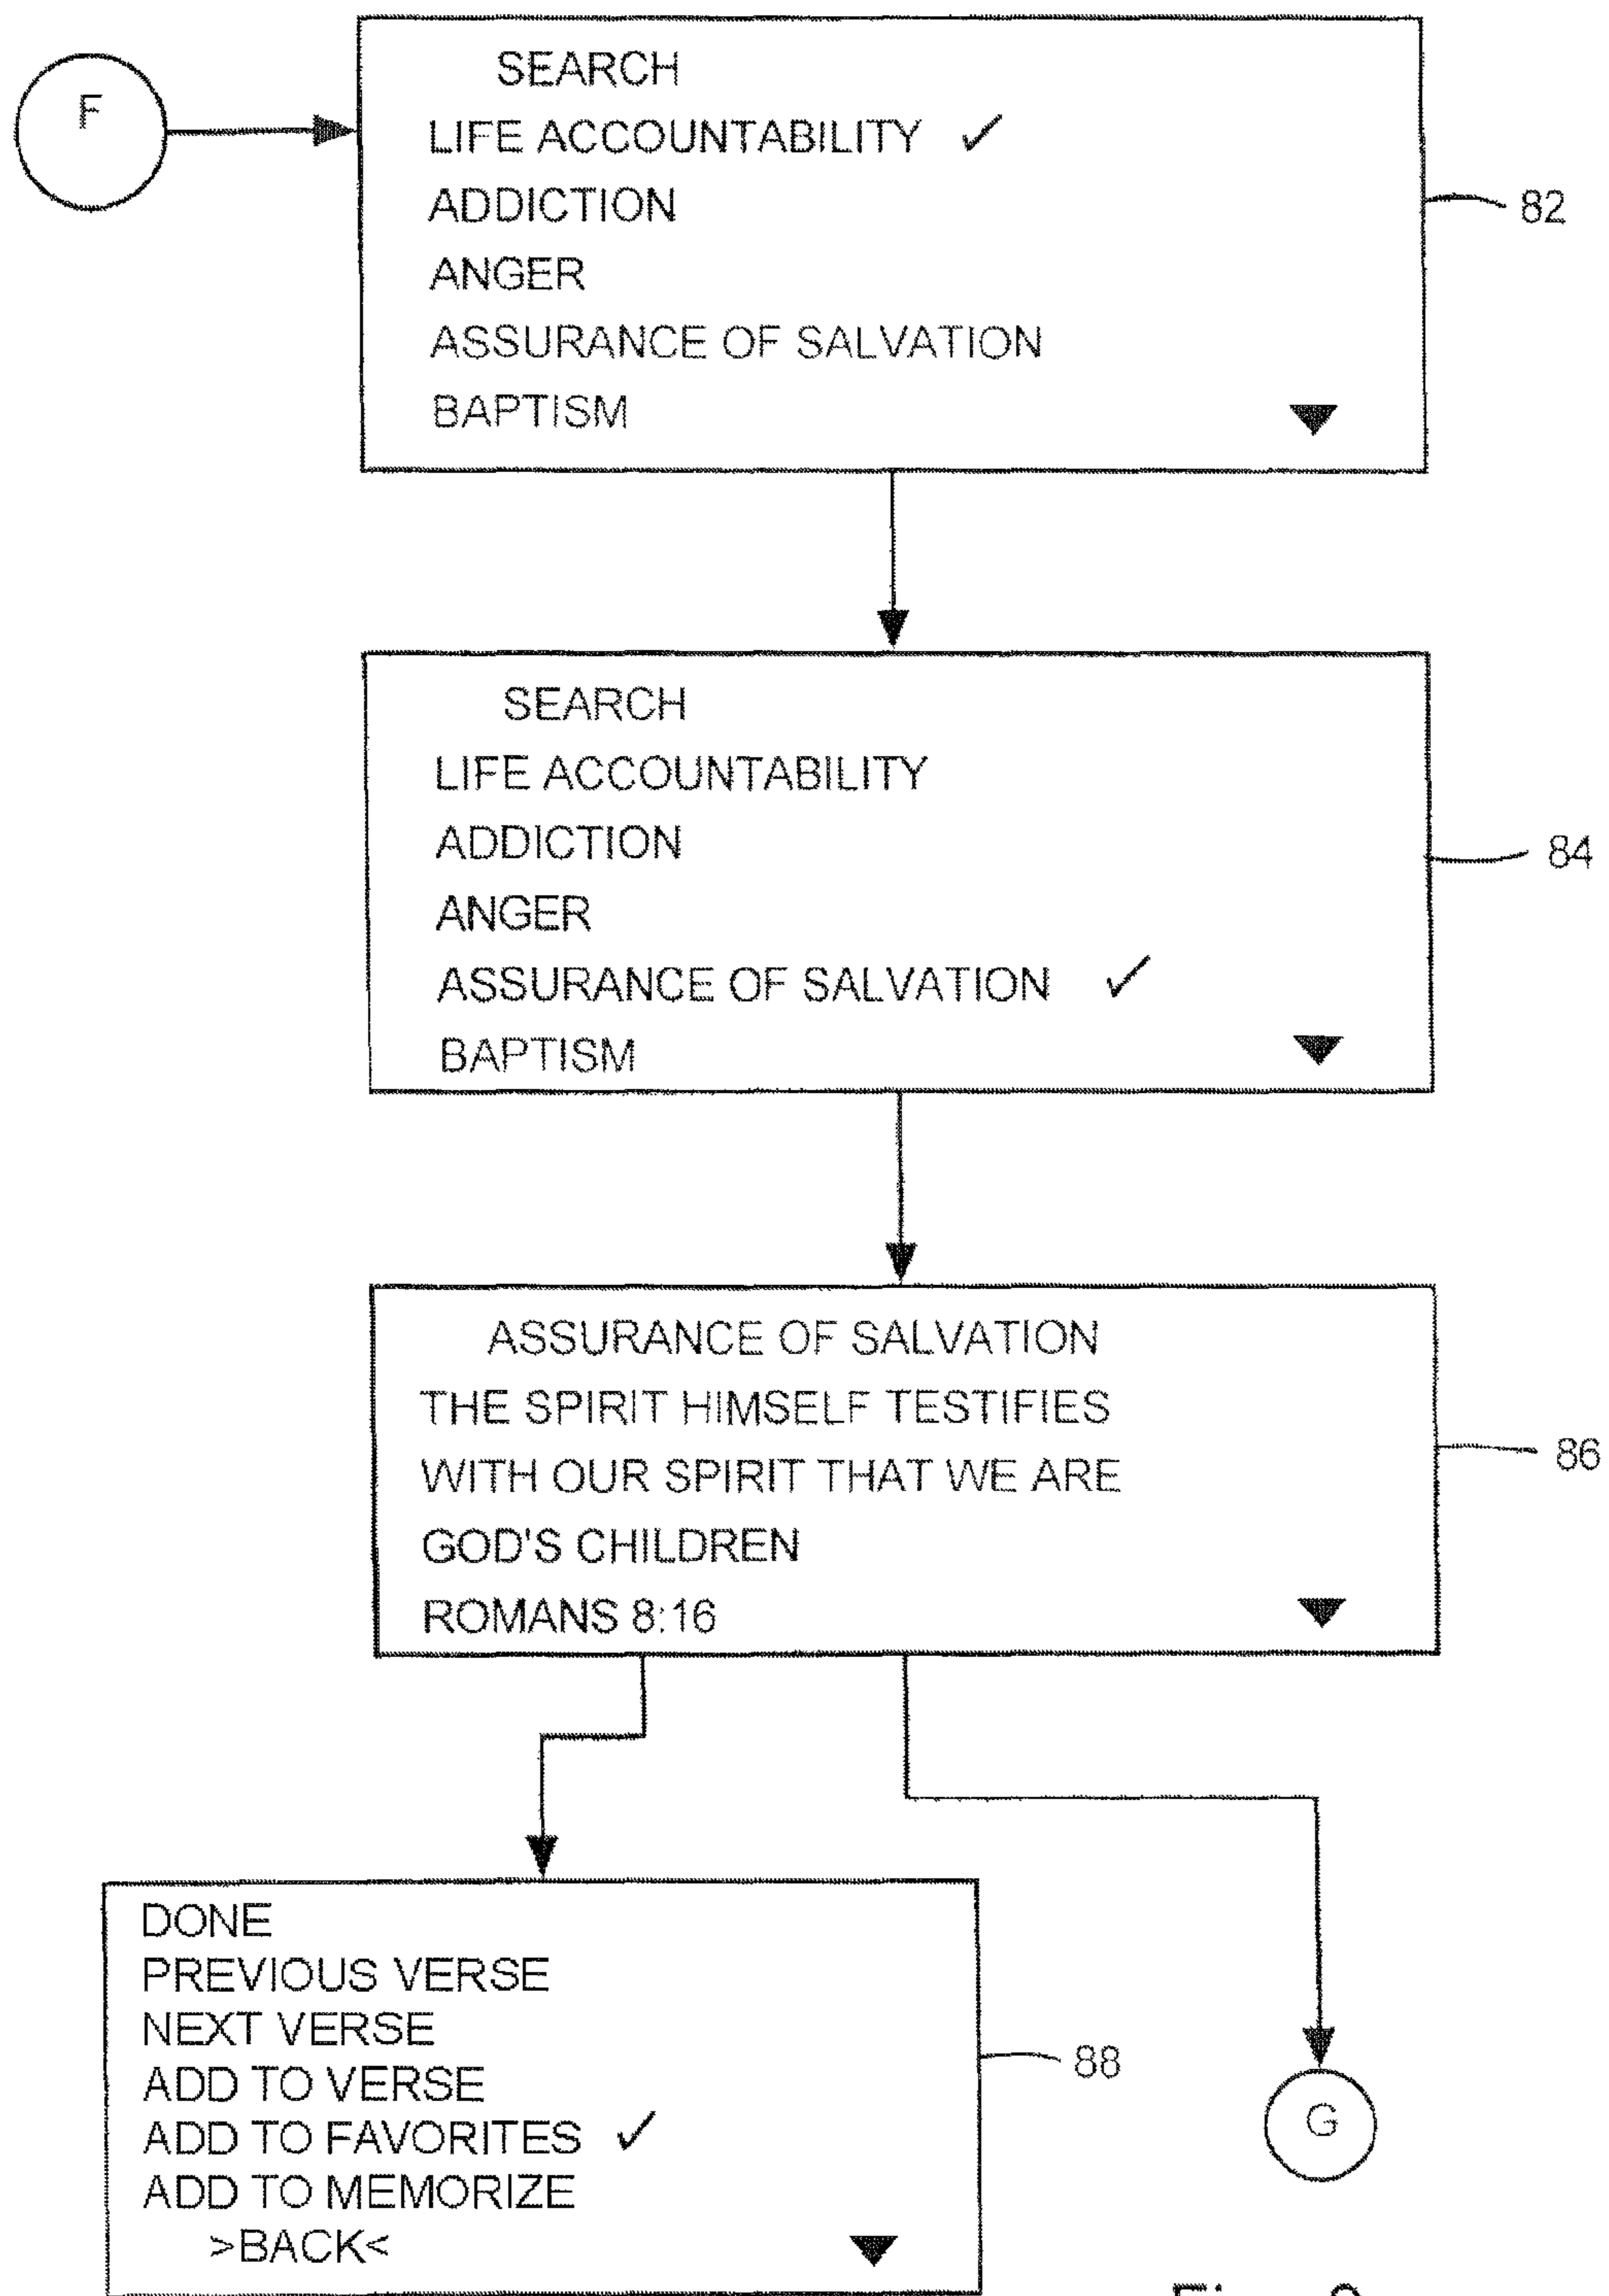 F
SEARCH
LIFE ACCOUNTABILITY ✓
ADDICTION
ANGER
ASSURANCE OF SALVATION
BAPTISM
82
SEARCH
LIFE ACCOUNTABILITY
ADDICTION
ANGER
ASSURANCE OF SALVATION ✓
BAPTISM
84
ASSURANCE OF SALVATION
THE SPIRIT HIMSELF TESTIFIES
WITH OUR SPIRIT THAT WE ARE
GOD'S CHILDREN
ROMANS 8:16
86
DONE
PREVIOUS VERSE
NEXT VERSE
ADD TO VERSE
ADD TO FAVORITES ✓
ADD TO MEMORIZE
>BACK<
88
G